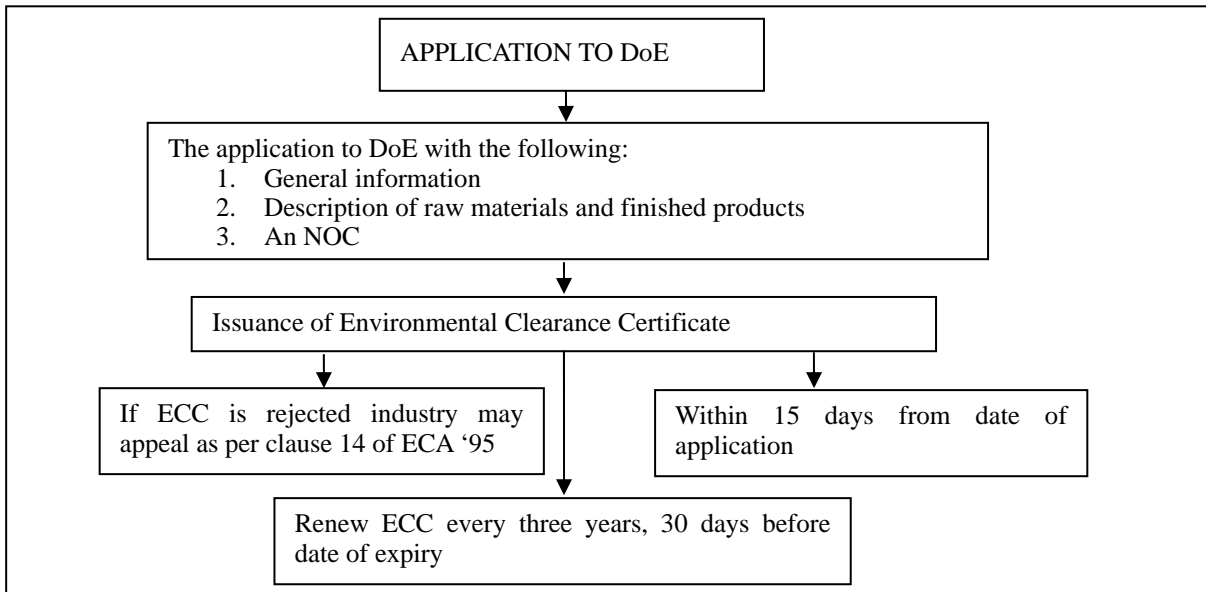 APPLICATION TO DoE
The application to DoE with the following:
1. General information
2. Description of raw materials and finished products
3. An NOC
Issuance of Environmental Clearance Certificate
If ECC is rejected industry may
appeal as per clause 14 of ECA ‘95
Within 15 days from date of
application
Renew ECC every three years, 30 days before
date of expiry